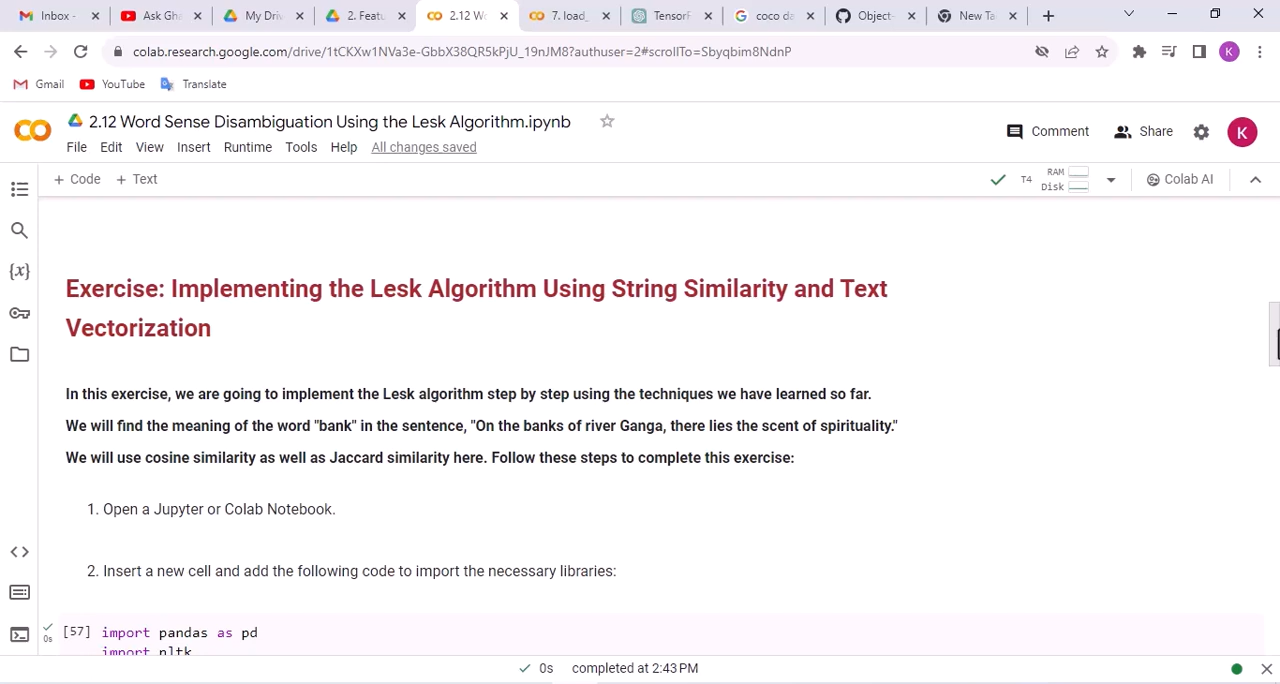 Inbox -
Ask Gh
My Driv
2. Featu
2.12 Wo
7. load_
TensorF
coco da
Object-
New Ta
colab.research.google.com/drive/1tCKXw1NVa3e-GbbX38QR5kPjU_19nJM8?authuser=2#scrollTo=Sbyqbim8NdnP
K
Gmail
YouTube
Translate
2.12 Word Sense Disambiguation Using the Lesk Algorithm.ipynb
Comment
Share
K
File Edit View Insert Runtime Tools Help All changes saved
+ Code + Text
T4
RAM
Disk
Colab AI
{x}
Exercise: Implementing the Lesk Algorithm Using String Similarity and Text
Vectorization
In this exercise, we are going to implement the Lesk algorithm step by step using the techniques we have learned so far.
We will find the meaning of the word "bank" in the sentence, "On the banks of river Ganga, there lies the scent of spirituality."
We will use cosine similarity as well as Jaccard similarity here. Follow these steps to complete this exercise:
1. Open a Jupyter or Colab Notebook.
2. Insert a new cell and add the following code to import the necessary libraries:
0s
[57] import pandas as pd
import nltk
0s completed at 2:43 PM